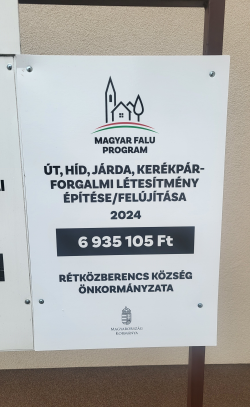 MAGYAR FALU
PROGRAM
ÚT, HÍD, JÁRDA, KERÉKPÁR-
FORGALMI LÉTESÍTMÉNY
ÉPÍTÉSE/FELÚJÍTÁSA
2024
6 935 105 Ft
RÉTKÖZBERENCS KÖZSÉG
ÖNKORMÁNYZATA
MAGYARORSZÁG
KORMÁNYA